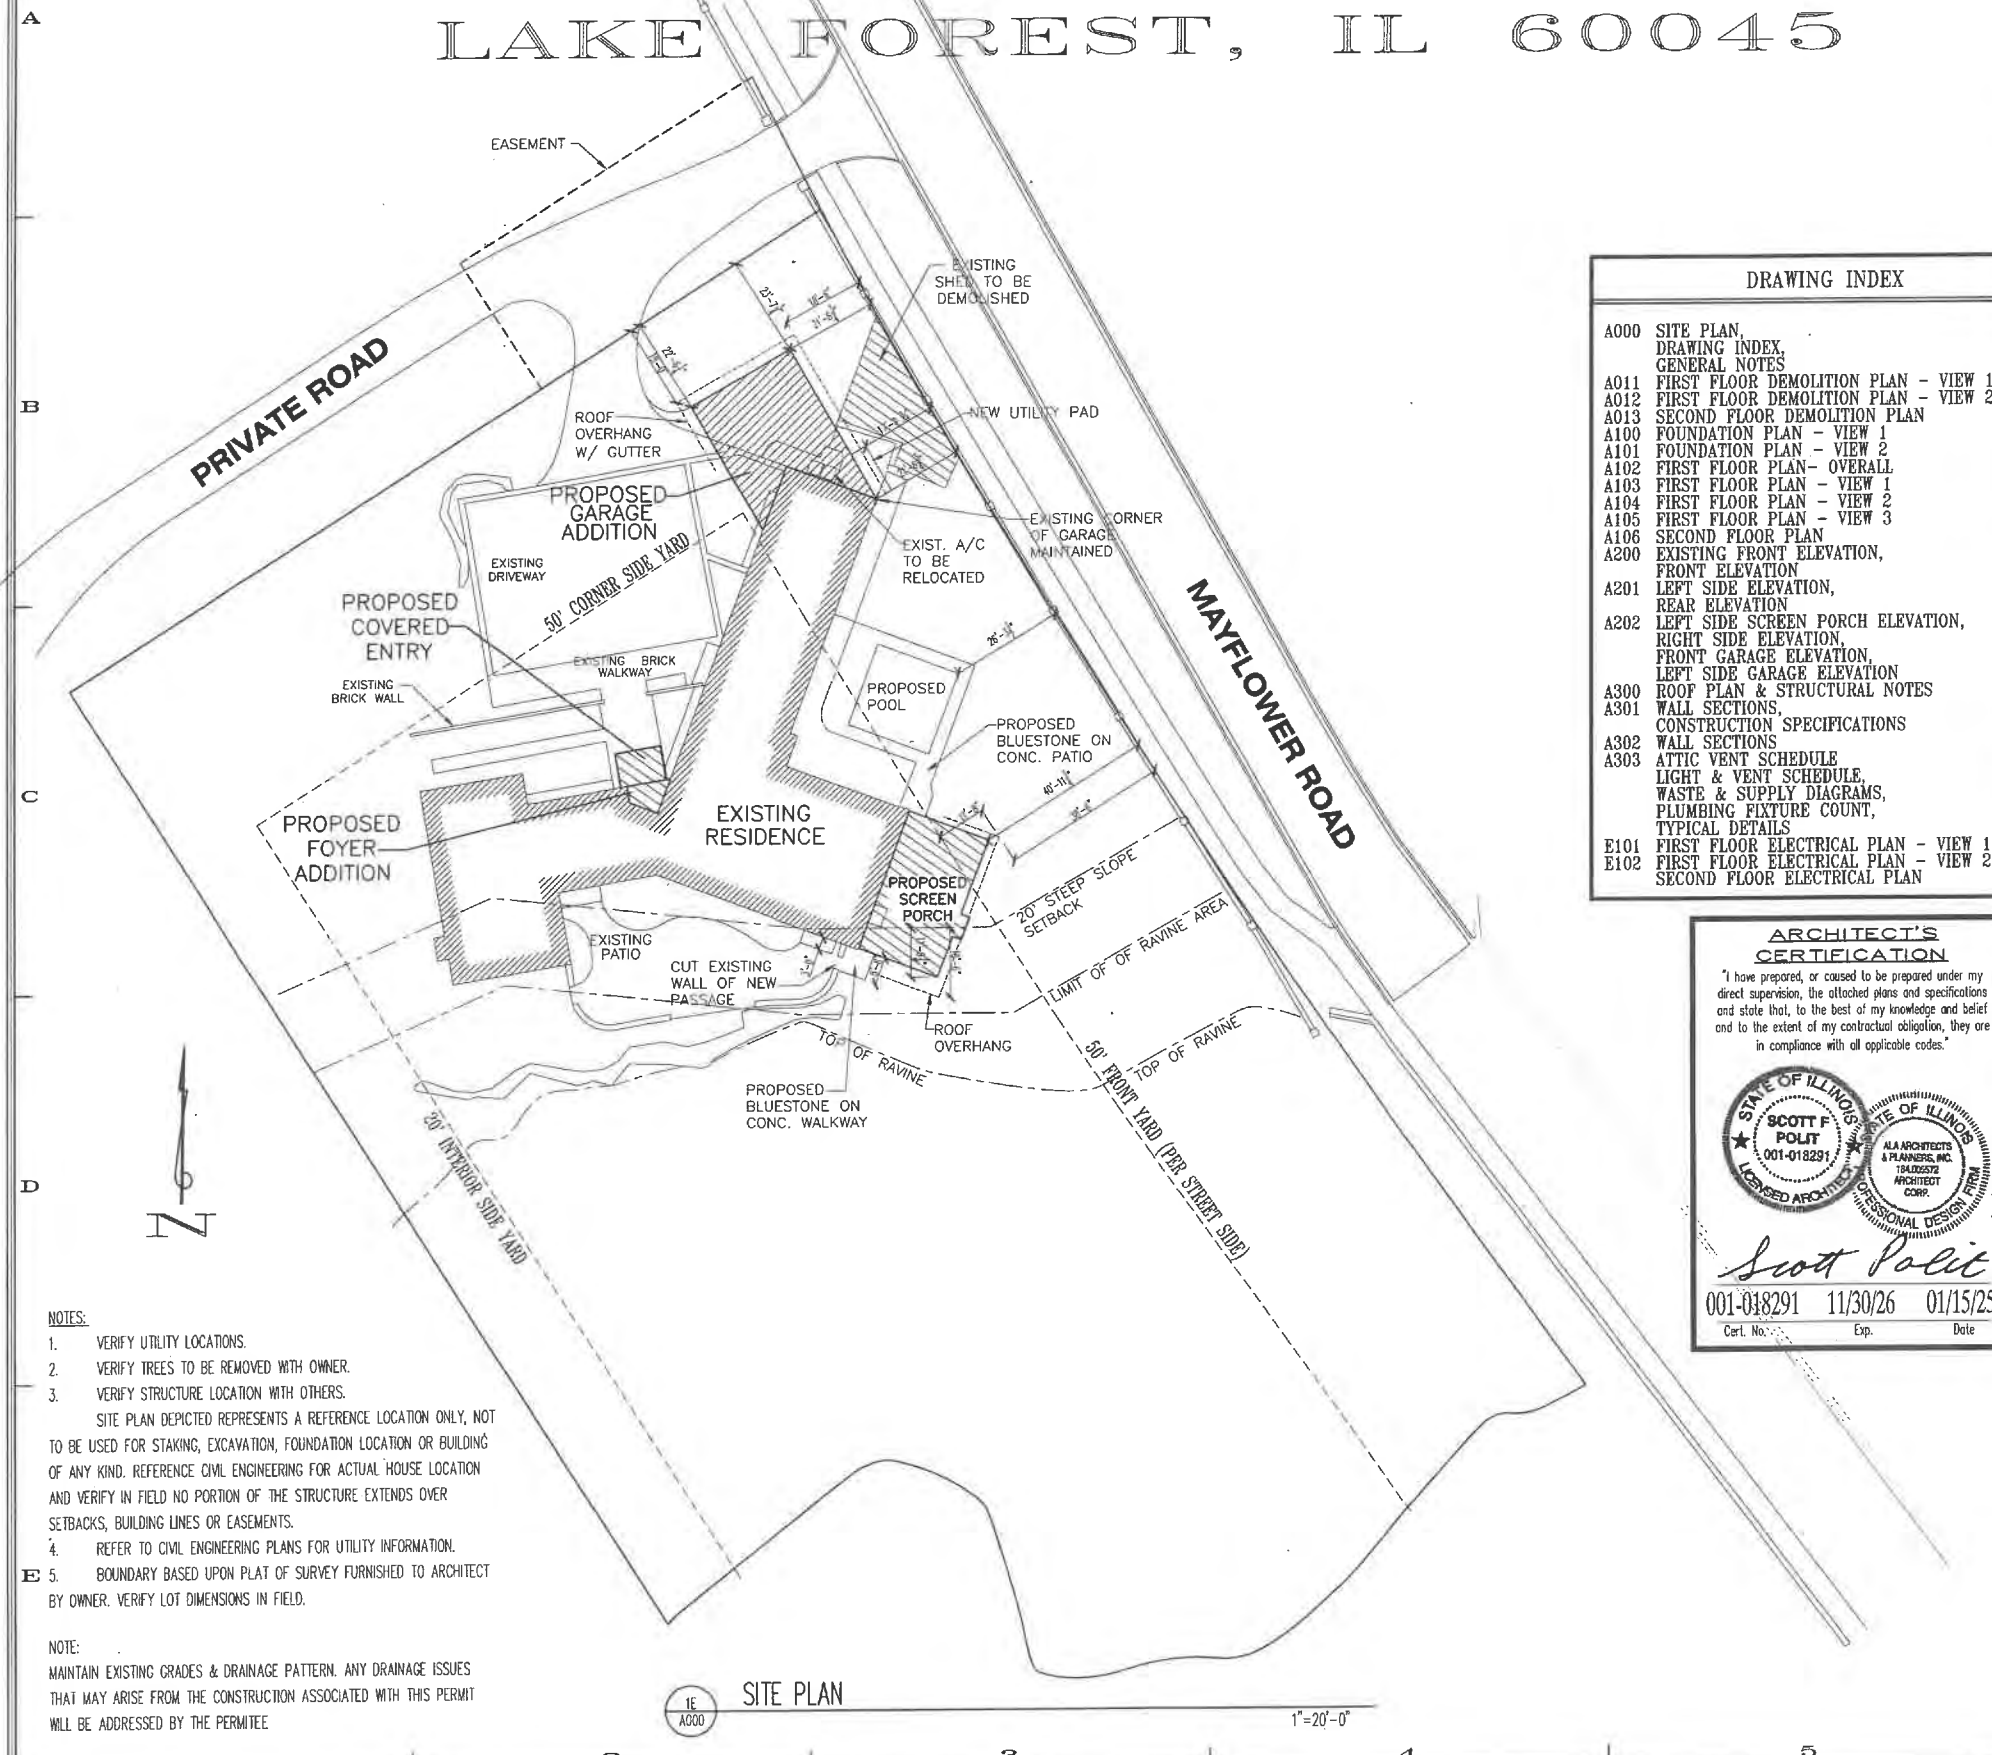 A
LAKE FOREST, IL 60045
EASEMENT
EXISTING
SHED TO BE
DEMOLISHED
23'-7
PRIVATE ROAD
B
ROOF
OVERHANG
W/ GUTTER
NEW UTILITY PAD
PROPOSED
GARAGE
ADDITION
EXISTING CORNER
OF GARAGE
MAINTAINED
EXIST. A/C
TO BE
RELOCATED
EXISTING
DRIVEWAY
50' CORNER SIDE YARD
PROPOSED
COVERED
ENTRY
EXISTING BRICK
WALKWAY
EXISTING
BRICK WALL
MAYFLOWER ROAD
PROPOSED
POOL
PROPOSED
BLUESTONE ON
CONC. PATIO
C
PROPOSED
FOYER
ADDITION
EXISTING
RESIDENCE
PROPOSED
SCREEN
PORCH
20' STEEP SLOPE
SETBACK
LIMIT OF OF RAVINE AREA
EXISTING
PATIO
CUT EXISTING
WALL OF NEW
PASSAGE
ROOF
OVERHANG
TOP OF RAVINE
TOP OF RAVINE
PROPOSED
BLUESTONE ON
CONC. WALKWAY
50' FRONT YARD (PER STREET SIDE)
20' INTERIOR SIDE YARD
D
N
NOTES:
1. VERIFY UTILITY LOCATIONS.
2. VERIFY TREES TO BE REMOVED WITH OWNER.
3. VERIFY STRUCTURE LOCATION WITH OTHERS.
SITE PLAN DEPICTED REPRESENTS A REFERENCE LOCATION ONLY, NOT
TO BE USED FOR STAKING, EXCAVATION, FOUNDATION LOCATION OR BUILDING
OF ANY KIND. REFERENCE CIVIL ENGINEERING FOR ACTUAL HOUSE LOCATION
AND VERIFY IN FIELD NO PORTION OF THE STRUCTURE EXTENDS OVER
SETBACKS, BUILDING LINES OR EASEMENTS.
4. REFER TO CIVIL ENGINEERING PLANS FOR UTILITY INFORMATION.
E
5. BOUNDARY BASED UPON PLAT OF SURVEY FURNISHED TO ARCHITECT
BY OWNER. VERIFY LOT DIMENSIONS IN FIELD.
NOTE:
MAINTAIN EXISTING GRADES & DRAINAGE PATTERN. ANY DRAINAGE ISSUES
THAT MAY ARISE FROM THE CONSTRUCTION ASSOCIATED WITH THIS PERMIT
WILL BE ADDRESSED BY THE PERMITEE
1E
A000
SITE PLAN
1"=20'-0"
DRAWING INDEX
A000 SITE PLAN,
DRAWING INDEX,
GENERAL NOTES
A011 FIRST FLOOR DEMOLITION PLAN - VIEW 1
A012 FIRST FLOOR DEMOLITION PLAN - VIEW 2
A013 SECOND FLOOR DEMOLITION PLAN
A100 FOUNDATION PLAN - VIEW 1
A101 FOUNDATION PLAN - VIEW 2
A102 FIRST FLOOR PLAN- OVERALL
A103 FIRST FLOOR PLAN - VIEW 1
A104 FIRST FLOOR PLAN - VIEW 2
A105 FIRST FLOOR PLAN - VIEW 3
A106 SECOND FLOOR PLAN
A200 EXISTING FRONT ELEVATION,
FRONT ELEVATION
A201 LEFT SIDE ELEVATION,
REAR ELEVATION
A202 LEFT SIDE SCREEN PORCH ELEVATION,
RIGHT SIDE ELEVATION,
FRONT GARAGE ELEVATION,
LEFT SIDE GARAGE ELEVATION
A300 ROOF PLAN & STRUCTURAL NOTES
A301 WALL SECTIONS,
CONSTRUCTION SPECIFICATIONS
A302 WALL SECTIONS
A303 ATTIC VENT SCHEDULE
LIGHT & VENT SCHEDULE,
WASTE & SUPPLY DIAGRAMS,
PLUMBING FIXTURE COUNT,
TYPICAL DETAILS
E101 FIRST FLOOR ELECTRICAL PLAN - VIEW 1
E102 FIRST FLOOR ELECTRICAL PLAN - VIEW 2
SECOND FLOOR ELECTRICAL PLAN
ARCHITECT'S
CERTIFICATION
"I have prepared, or caused to be prepared under my
direct supervision, the attached plans and specifications
and state that, to the best of my knowledge and belief
and to the extent of my contractual obligation, they are
in compliance with all applicable codes."
STATE OF ILLINOIS
SCOTT F
POLIT
001-018291
LICENSED ARCHITECT
STATE OF ILLINOIS
ALA ARCHITECTS
& PLANNERS, INC.
184.005572
ARCHITECT
CORP.
PROFESSIONAL DESIGN FIRM
Scott Polit
001-018291 11/30/26 01/15/25
Cert. No. Exp. Date